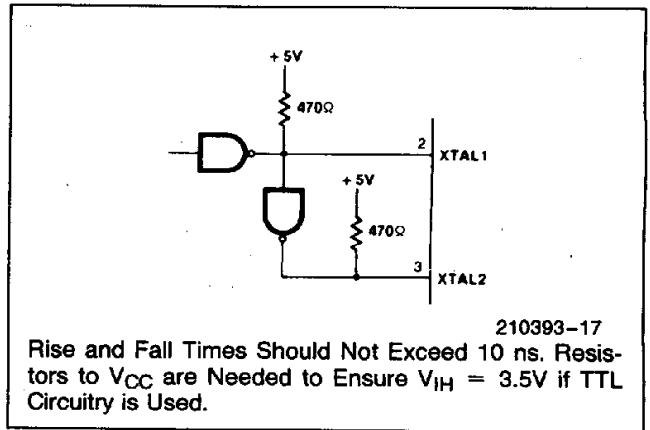 + 5V
470Ω
2
XTAL1
+ 5V
470Ω
3
XTAL2
210393–17
Rise and Fall Times Should Not Exceed 10 ns. Resis-
tors to VCC are Needed to Ensure VIH = 3.5V if TTL
Circuitry is Used.